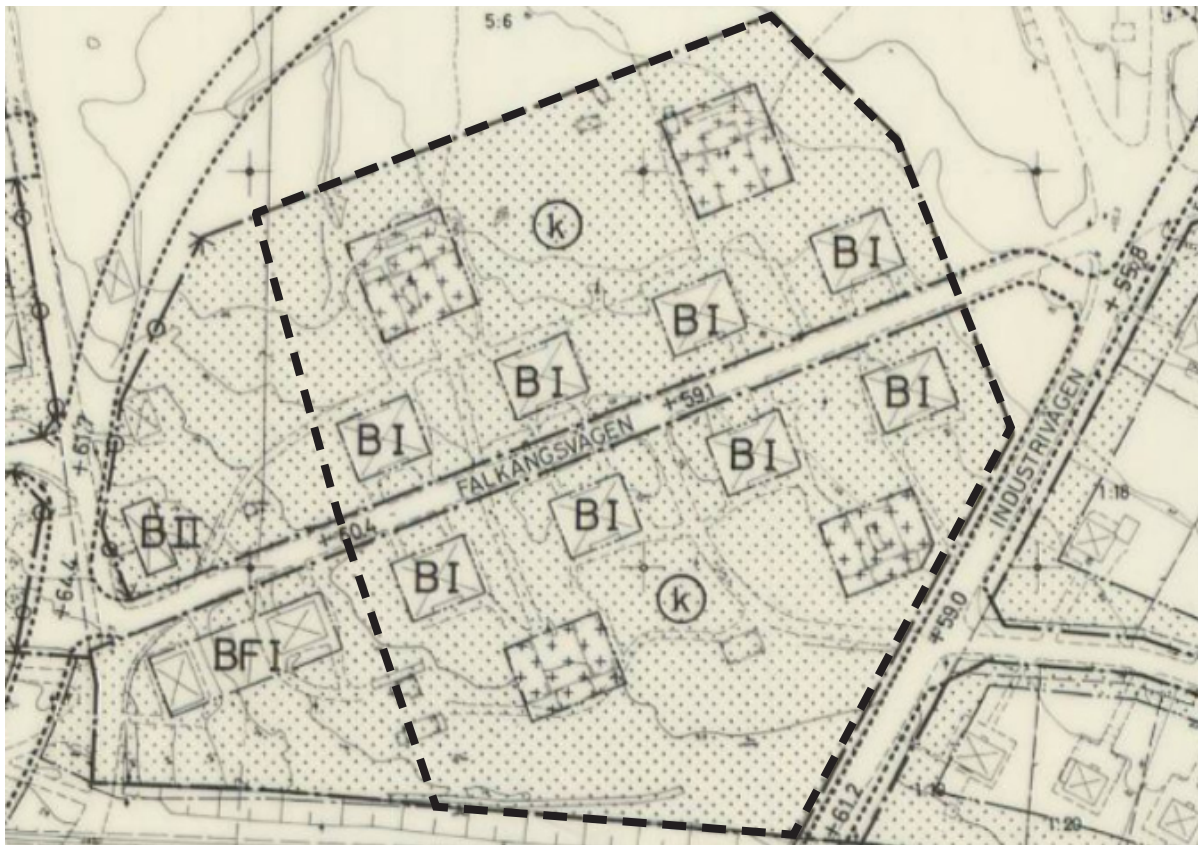 5:6
k
BI
+ 55,8
BI
BI
BI
+59,1
BI
FALKÄNGSVÄGEN
BI
INDUSTRIVÄGEN
+61,7
1:18
BI
BII
+60,4
BI
+64,4
k
+59,0
BFI
+61,2
1:20